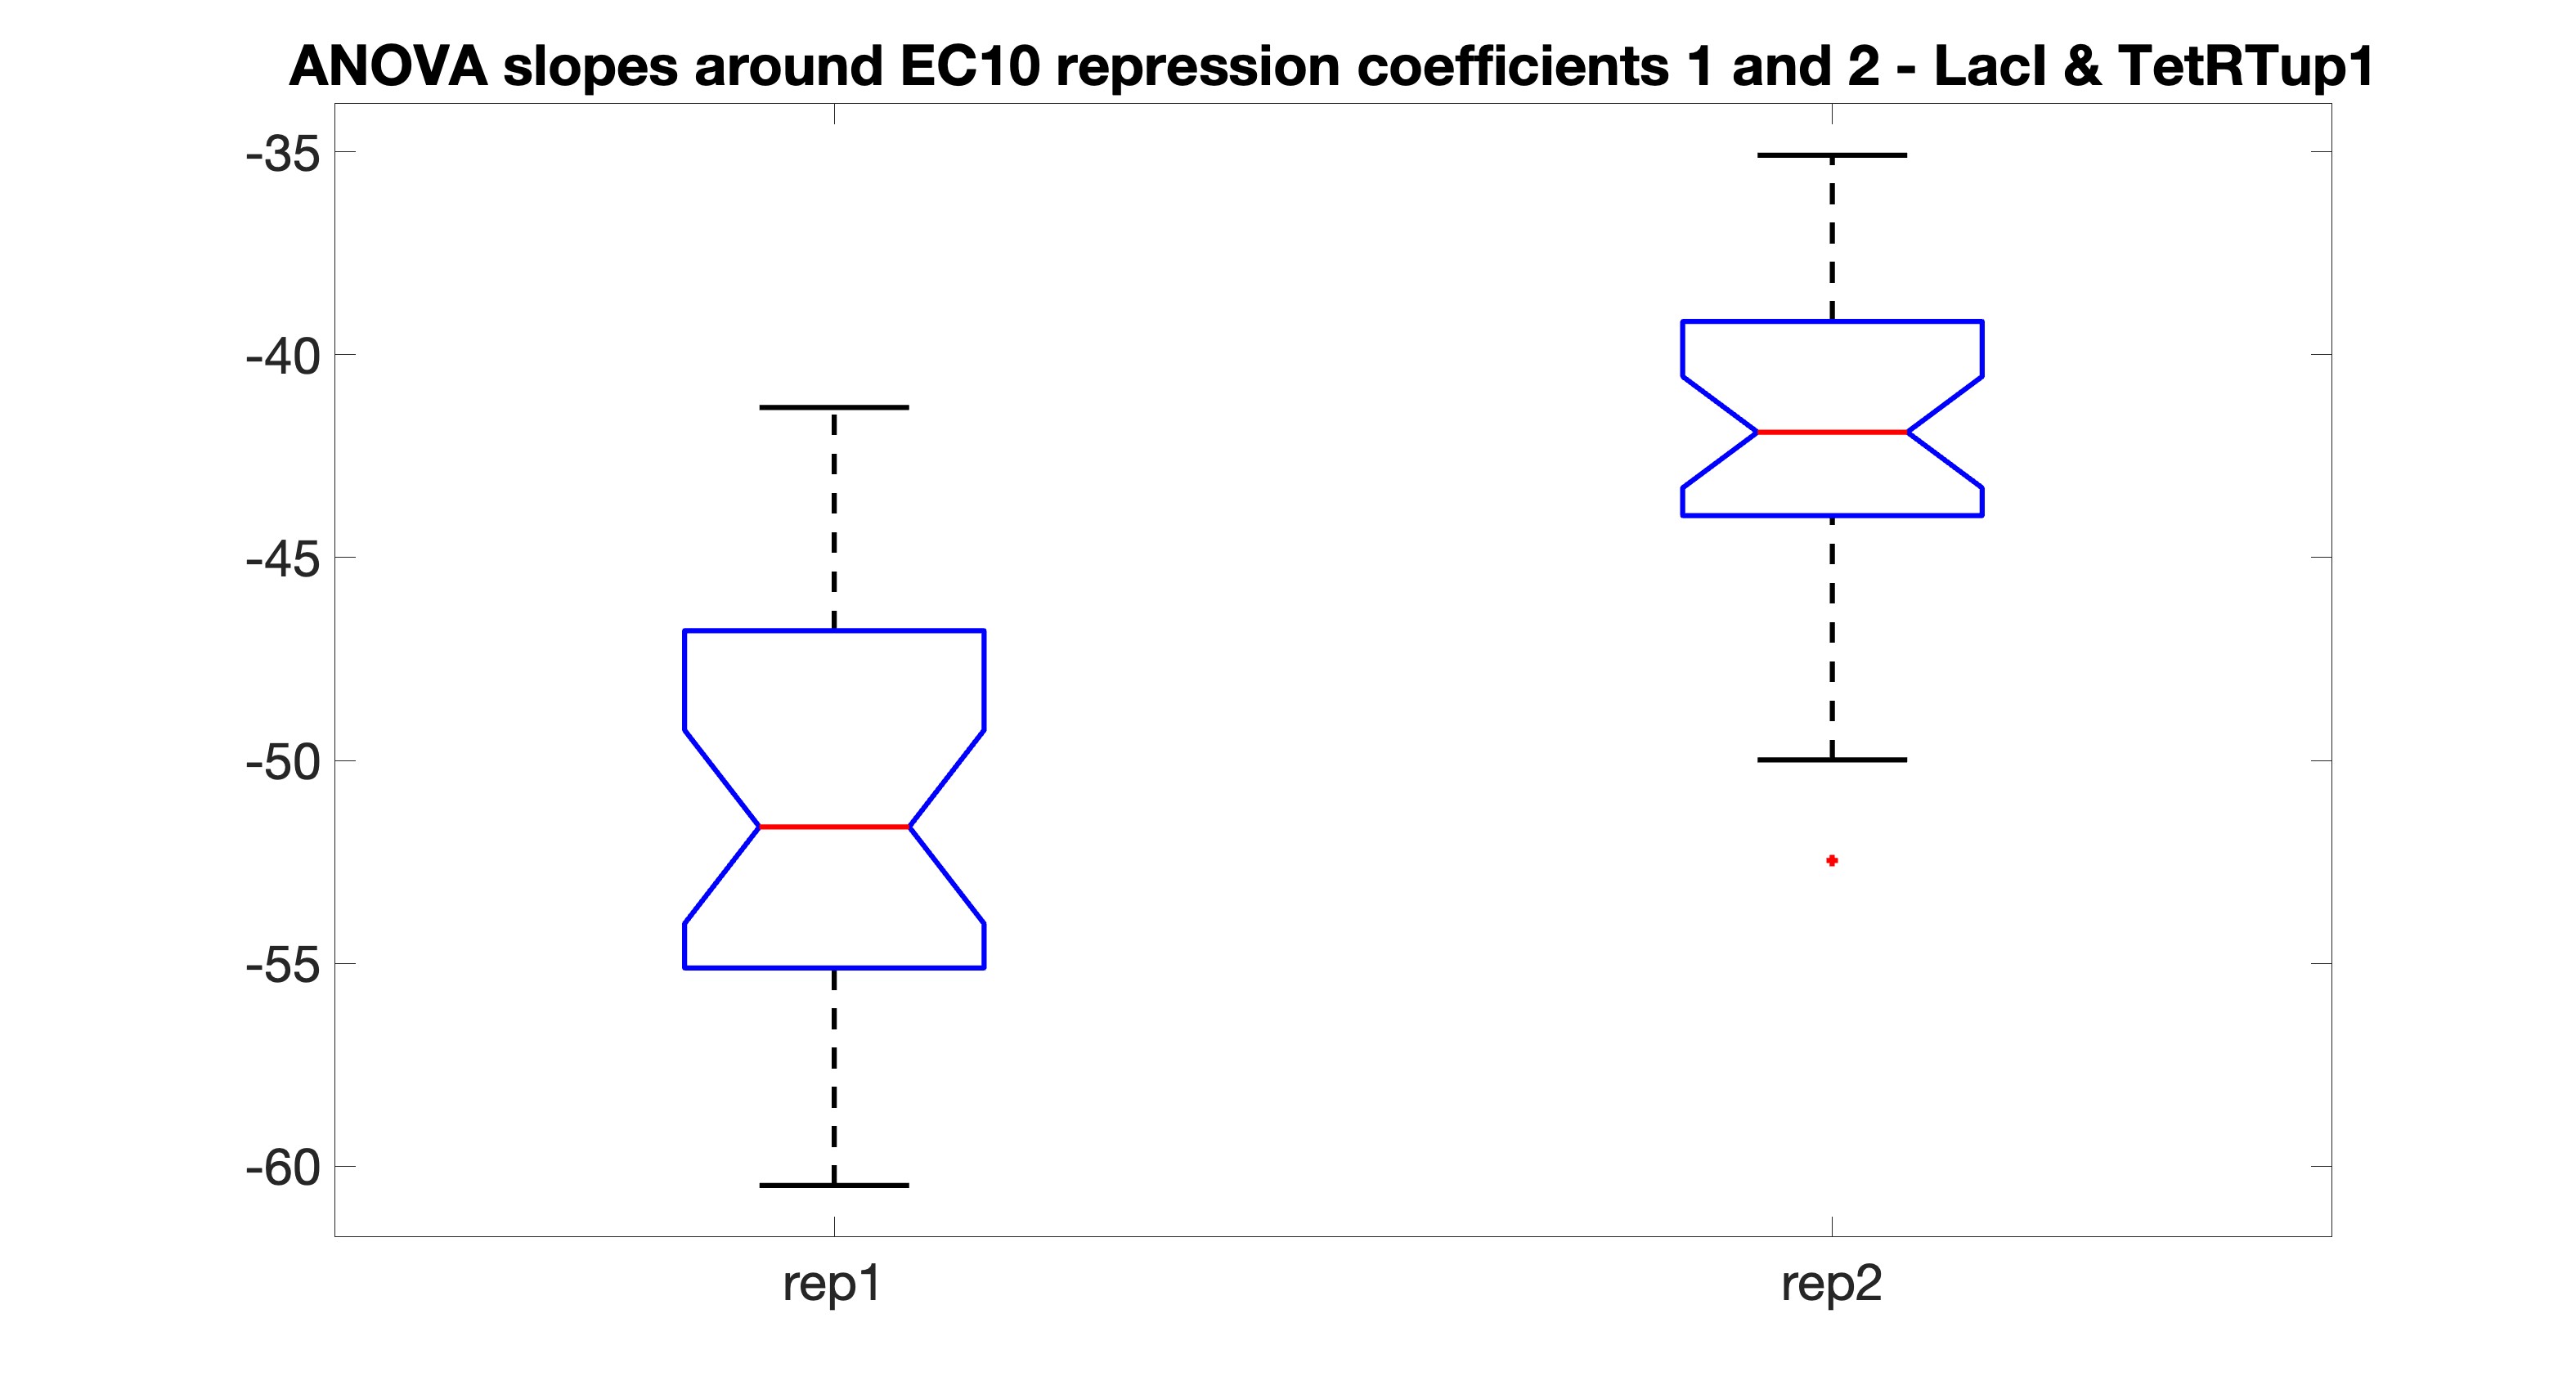 ANOVA slopes around EC10 repression coefficients 1 and 2 - LacI & TetRTup1
-35
-40
-45
-50
-55
-60
rep1
rep2